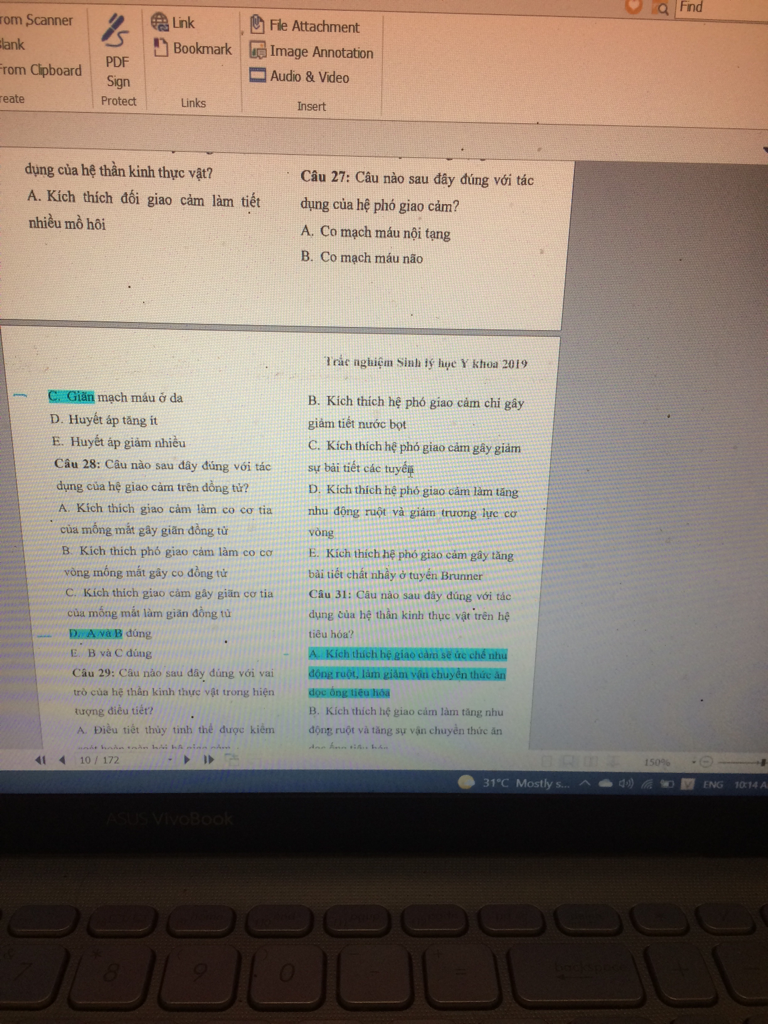 rom Scanner
lank
From Clipboard
reate
PDF
Sign
Protect
Link
Bookmark
Links
File Attachment
Image Annotation
Audio & Video
Insert
Find
dụng của hệ thần kinh thực vật?
A. Kích thích đối giao cảm làm tiết
nhiều mồ hôi
Câu 27: Câu nào sau đây đúng với tác
dụng của hệ phó giao cảm?
A. Co mạch máu nội tạng
B. Co mạch máu não
Trắc nghiệm Sinh lý học Y khoa 2019
C. Giãn mạch máu ở da
D. Huyết áp tăng ít
E. Huyết áp giảm nhiều
Câu 28: Câu nào sau đây đúng với tác
dụng của hệ giao cảm trên đồng tử?
A. Kích thích giao cảm làm co cơ tia
của mống mắt gây giãn đồng tử
B. Kích thích phó giao cảm làm co cơ
vòng mống mắt gây co đồng tử
C. Kích thích giao cảm gây giãn cơ tia
của mống mắt làm giãn đồng tử
D. A và B đúng
E. B và C đúng
Câu 29: Câu nào sau đây đúng với vai
trò của hệ thần kinh thực vật trong hiện
tượng điều tiết?
A. Điều tiết thủy tinh thể được kiểm
B. Kích thích hệ phó giao cảm chỉ gây
giảm tiết nước bọt
C. Kích thích hệ phó giao cảm gây giảm
sự bài tiết các tuyến
D. Kích thích hệ phó giao cảm làm tăng
nhu động ruột và giảm trương lực cơ
vòng
E. Kích thích hệ phó giao cảm gây tăng
bài tiết chất nhầy ở tuyến Brunner
Câu 31: Câu nào sau đây đúng với tác
dụng của hệ thần kinh thực vật trên hệ
tiêu hóa?
A. Kích thích hệ giao cảm sẽ ức chế nhu
động ruột, làm giảm vận chuyển thức ăn
dọc ống tiêu hóa
B. Kích thích hệ giao cảm làm tăng nhu
động ruột và tăng sự vận chuyển thức ăn
10 / 172
150%
31°C Mostly s...
ENG
10:14 A
ASUS VivoBook
7
8
9
0